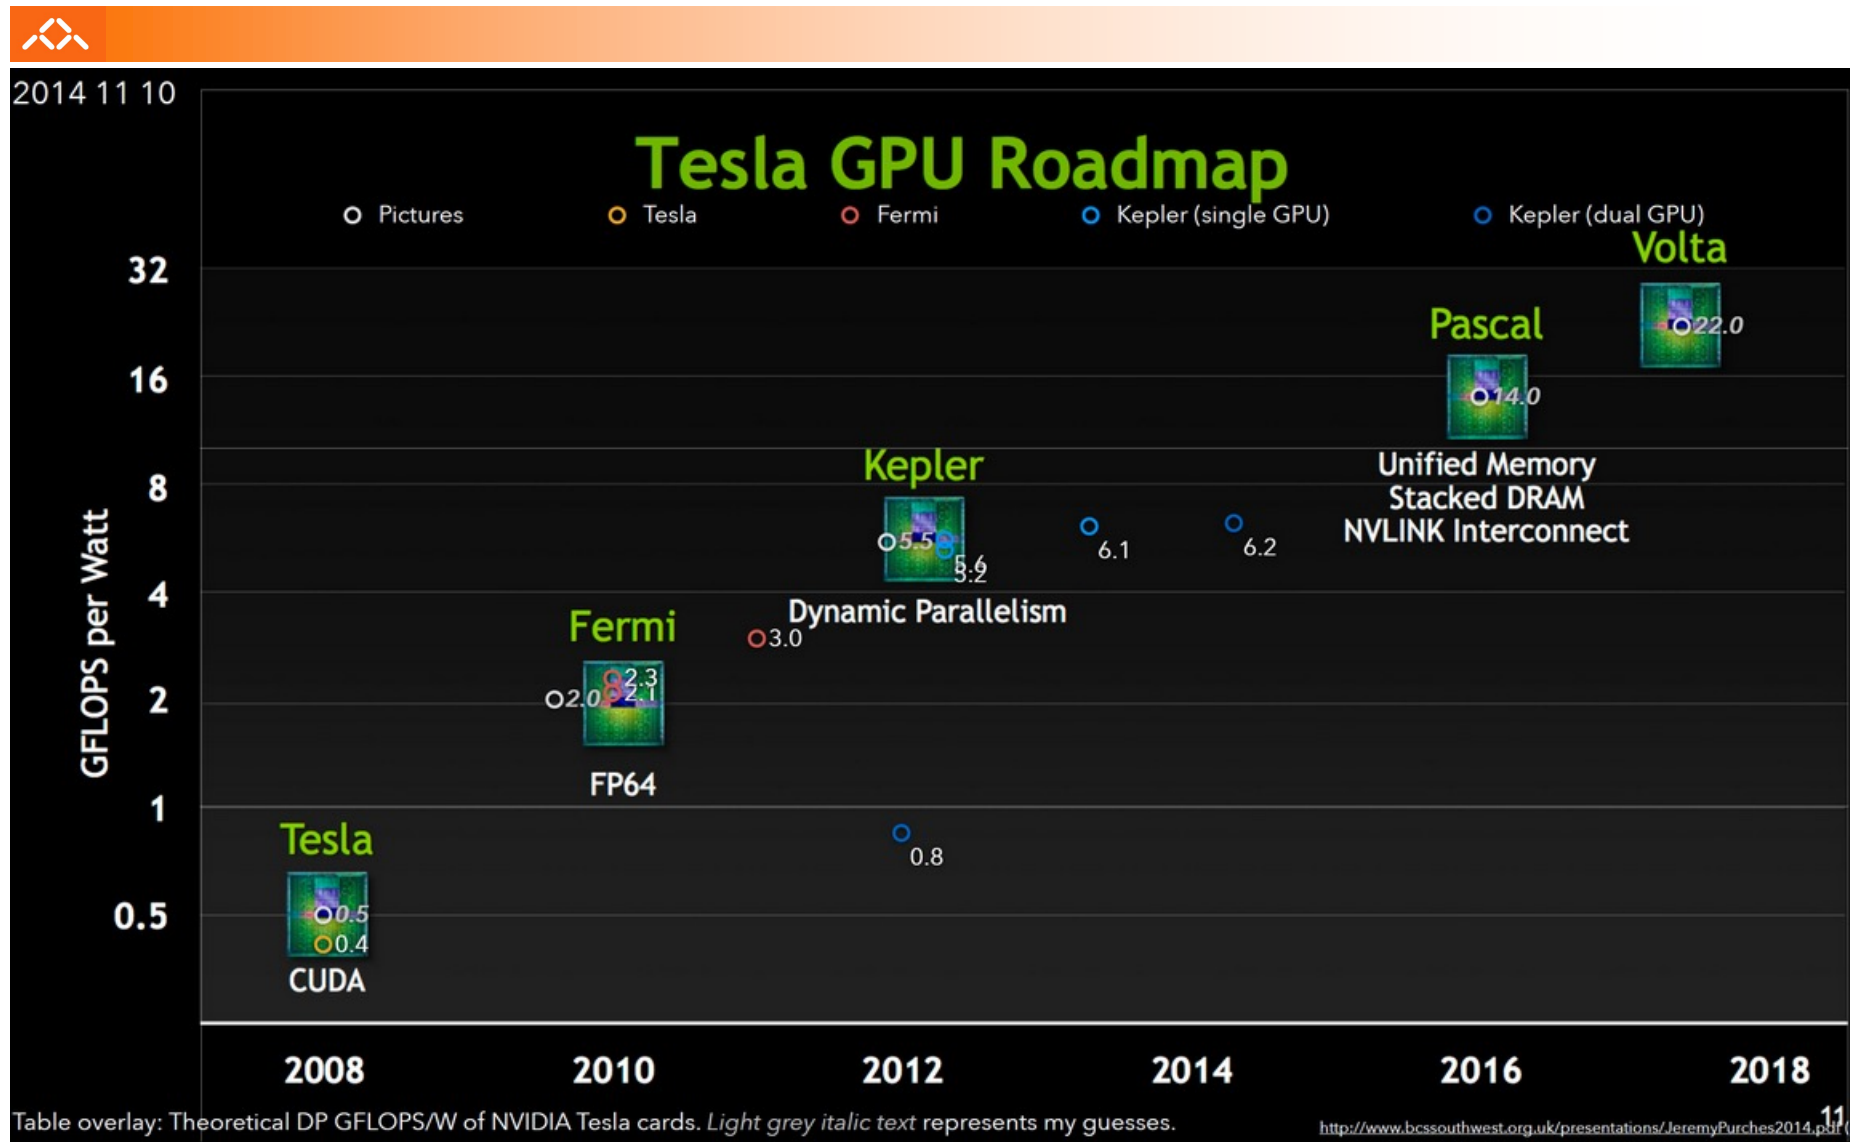 2014 11 10
Tesla GPU Roadmap
Pictures
Tesla
Fermi
Kepler (single GPU)
Kepler (dual GPU)
GFLOPS per Watt
32
16
8
4
2
1
0.5
Volta
22.0
Pascal
14.0
Unified Memory
Stacked DRAM
NVLINK Interconnect
Kepler
5.5
5.6
5.2
Dynamic Parallelism
6.1
6.2
Fermi
3.0
2.3
2.1
2.0
FP64
0.8
Tesla
0.5
0.4
CUDA
2008
2010
2012
2014
2016
2018
Table overlay: Theoretical DP GFLOPS/W of NVIDIA Tesla cards. Light grey italic text represents my guesses.
http://www.bcssouthwest.org.uk/presentations/JeremyPurches2014.pdf (
11